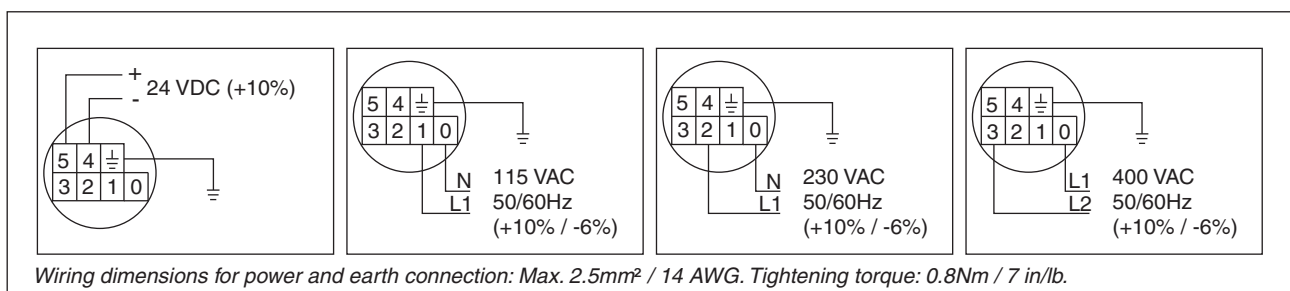 +
24 VDC (+10%)
-
5 4
3 2 1 0
5 4
3 2 1 0
N 115 VAC
L1 50/60Hz
(+10% / -6%)
5 4
3 2 1 0
N 230 VAC
L1 50/60Hz
(+10% / -6%)
5 4
3 2 1 0
L1 400 VAC
L2 50/60Hz
(+10% / -6%)
Wiring dimensions for power and earth connection: Max. 2.5mm² / 14 AWG. Tightening torque: 0.8Nm / 7 in/lb.